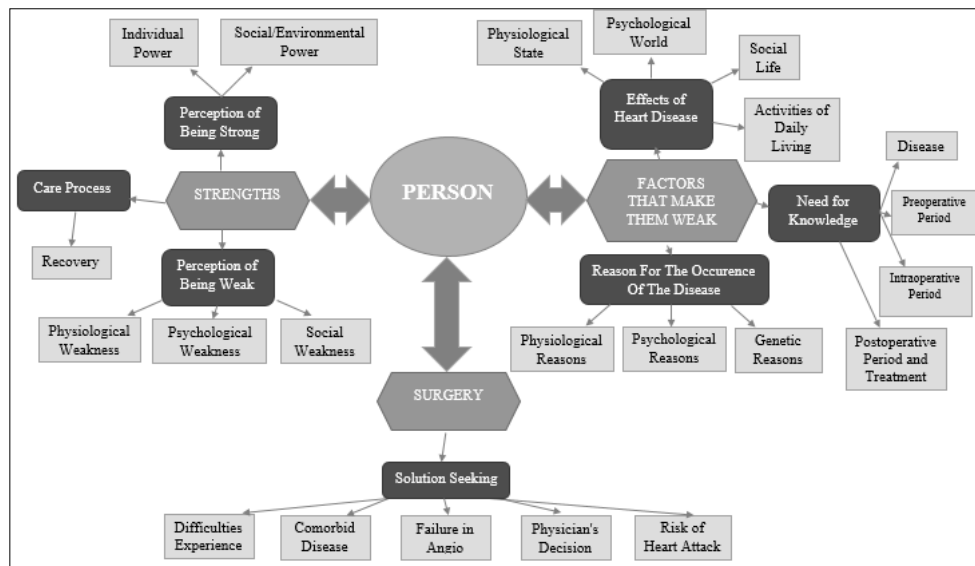 Individual
Power
Social/Environmental
Power
Perception of
Being Strong
Care Process
STRENGTHS
Recovery
Perception of
Being Weak
Physiological
Weakness
Psychological
Weakness
Social
Weakness
PERSON
Physiological
State
Psychological
World
Social
Life
Effects of
Heart Disease
Activities of
Daily
Living
FACTORS
THAT MAKE
THEM WEAK
Need for
Knowledge
Disease
Preoperative
Period
Intraoperative
Period
Postoperative
Period and
Treatment
Reason For The Occurence
Of The Disease
Physiological
Reasons
Psychological
Reasons
Genetic
Reasons
SURGERY
Solution Seeking
Difficulties
Experience
Comorbid
Disease
Failure in
Angio
Physician's
Decision
Risk of
Heart Attack